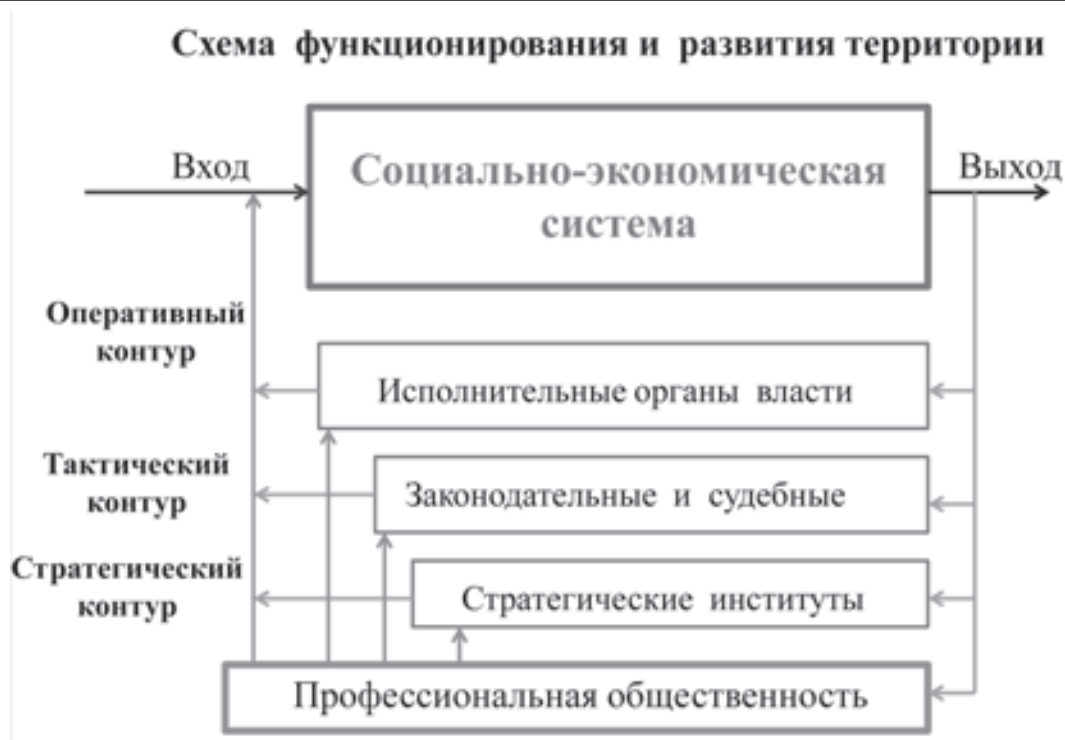 Схема функционирования и развития территории
Вход
Социально-экономическая
система
Выход
Оперативный
контур
Исполнительные органы власти
Тактический
контур
Законодательные и судебные
Стратегический
контур
Стратегические институты
Профессиональная общественность